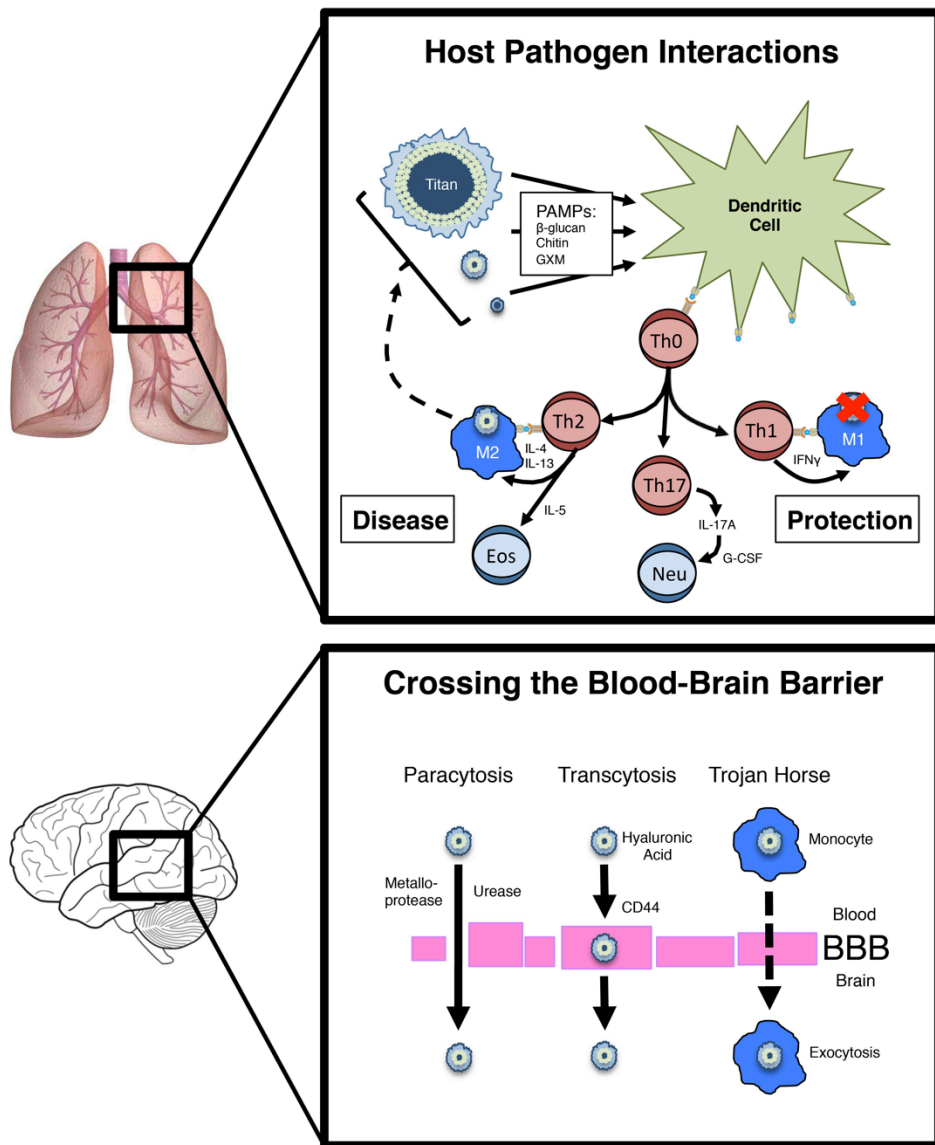 Host Pathogen Interactions
Titan
PAMPs:
β-glucan
Chitin
GXM
Dendritic
Cell
Th0
Th2
Th1
M2
M1
IL-4
IL-13
IFNγ
Th17
IL-5
IL-17A
G-CSF
Disease
Protection
Eos
Neu
Crossing the Blood-Brain Barrier
Paracytosis
Transcytosis
Trojan Horse
Hyaluronic
Acid
Monocyte
Metallo-
protease
Urease
CD44
Blood
BBB
Brain
Exocytosis